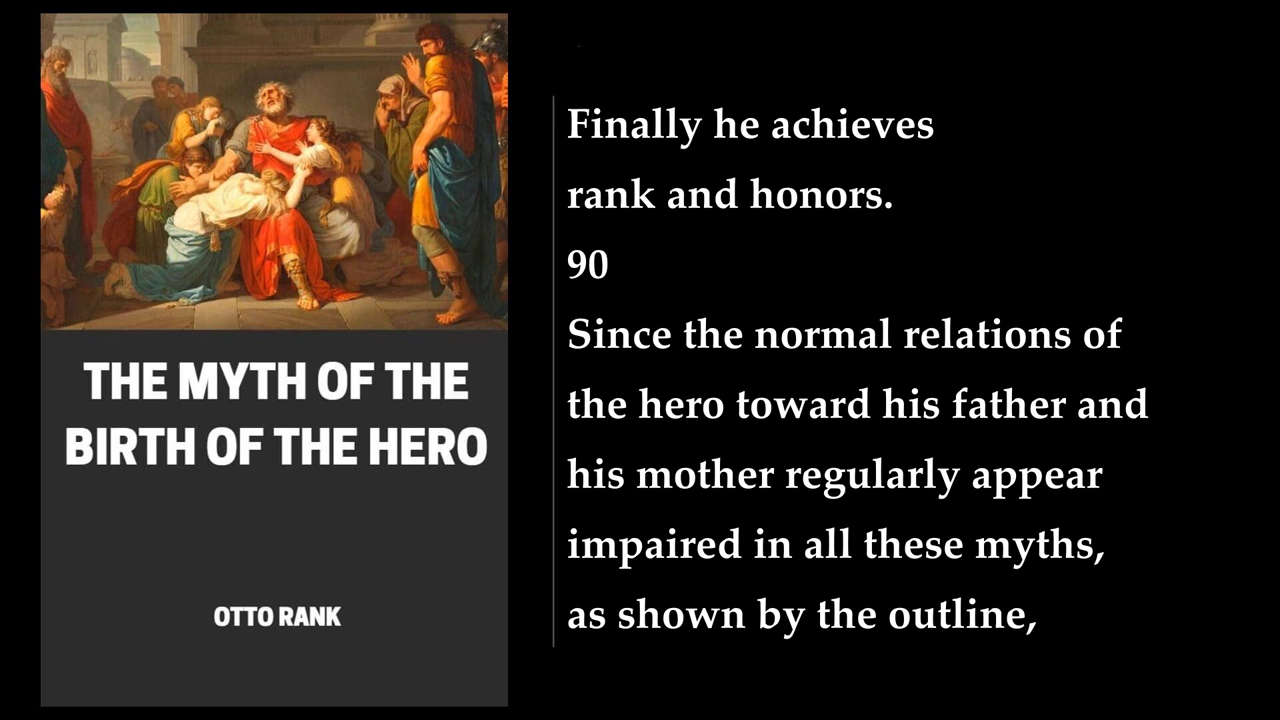 THE MYTH OF THE
BIRTH OF THE HERO
OTTO RANK
Finally he achieves
rank and honors.
90
Since the normal relations of
the hero toward his father and
his mother regularly appear
impaired in all these myths,
as shown by the outline,